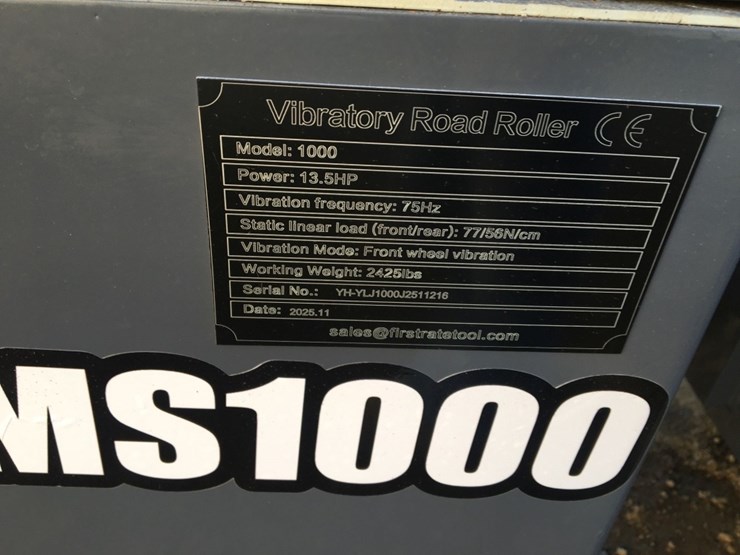 Vibratory Road Roller CE
Model: 1000
Power: 13.5HP
Vibration frequency: 75Hz
Static linear load (front/rear): 77/56N/cm
Vibration Mode: Front wheel vibration
Working Weight: 2425lbs
Serial No.: YH-YLJ1000J2511216
Date: 2025.11
sales@firstratetool.com
MS1000